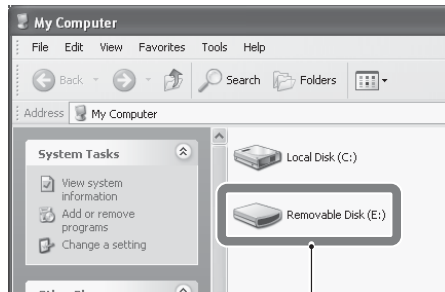 My Computer
File Edit View Favorites Tools Help
Back Search Folders
Address My Computer
System Tasks
View system
information
Add or remove
programs
Change a setting
Local Disk (C:)
Removable Disk (E:)